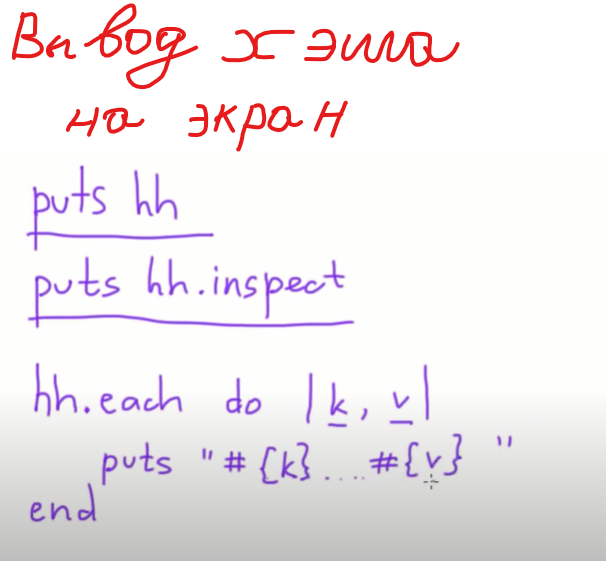 Вывод хэша
на экран
puts hh
puts hh.inspect
hh.each do |k, v|
puts "#{k}.....#{v}"
end